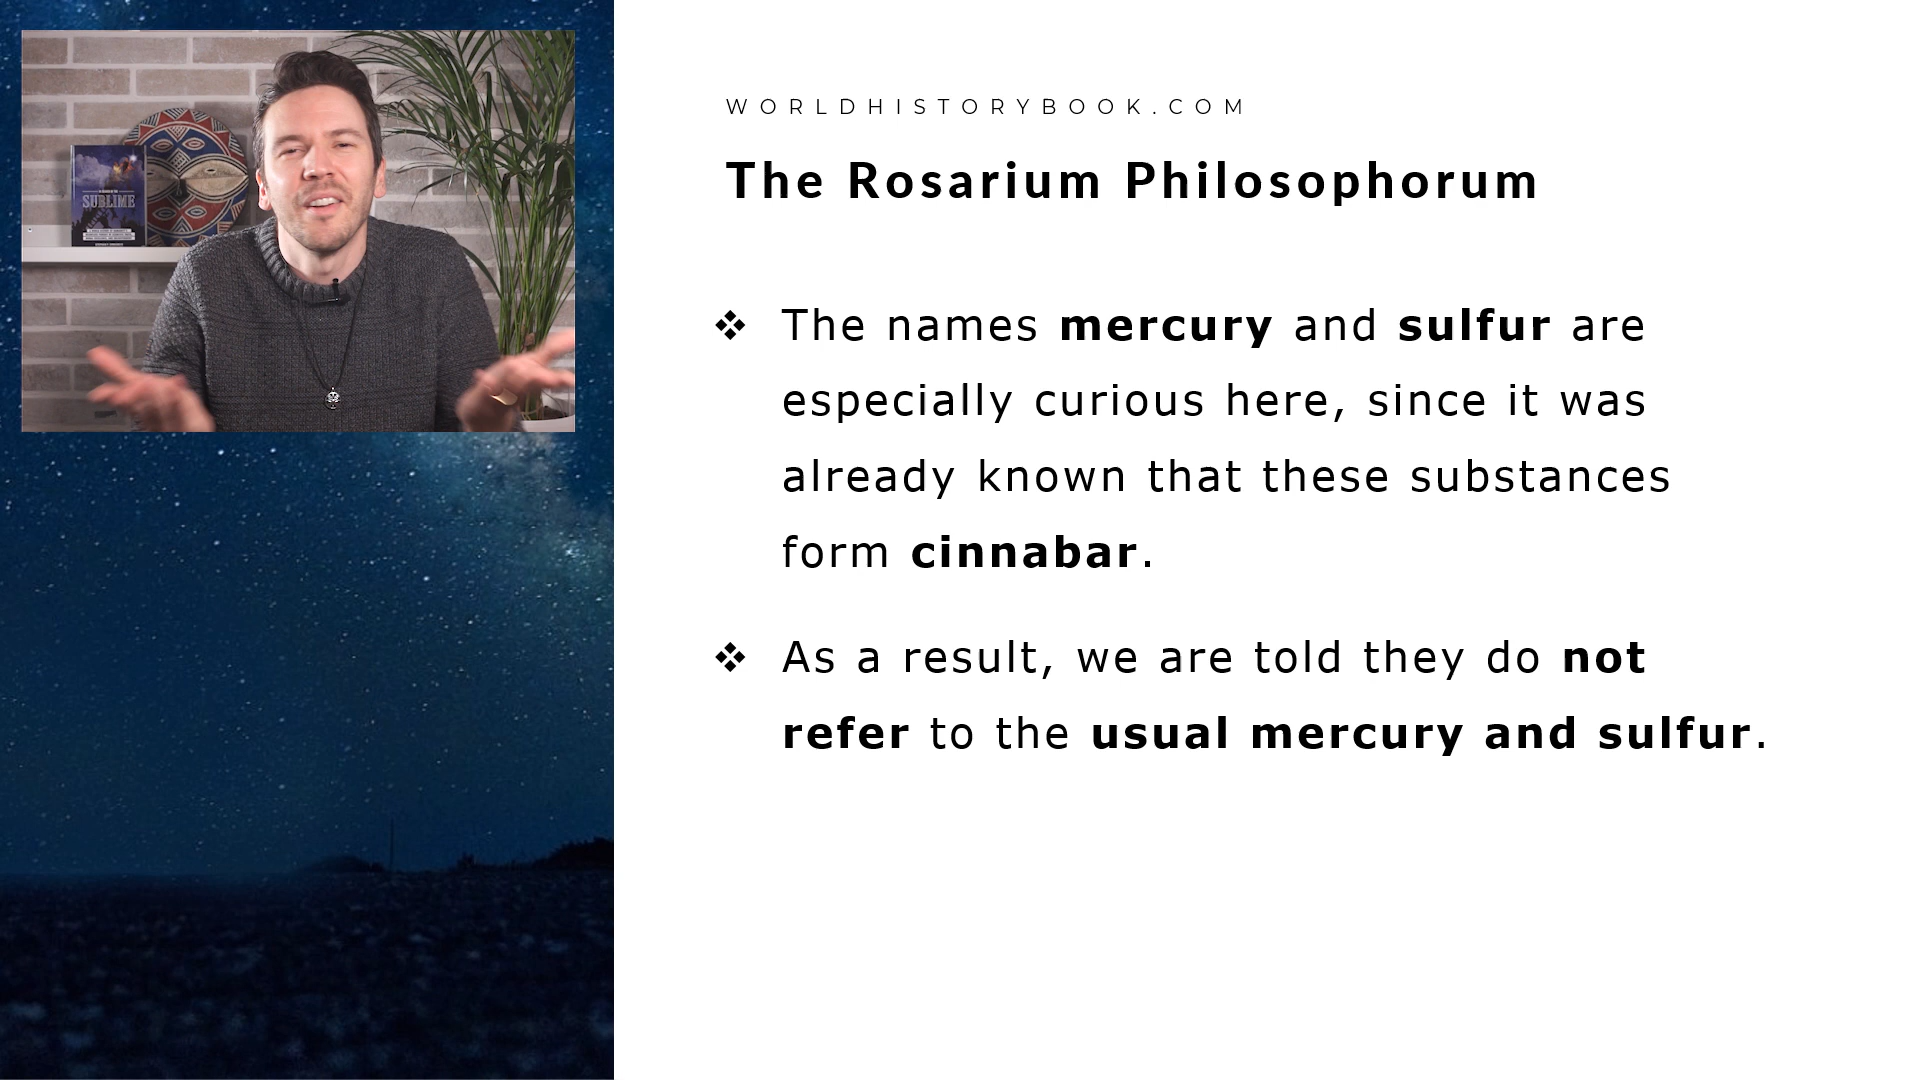 WORLDHISTORYBOOK.COM
The Rosarium Philosophorum
❖ The names mercury and sulfur are
especially curious here, since it was
already known that these substances
form cinnabar.
❖ As a result, we are told they do not
refer to the usual mercury and sulfur.
SUBLIME